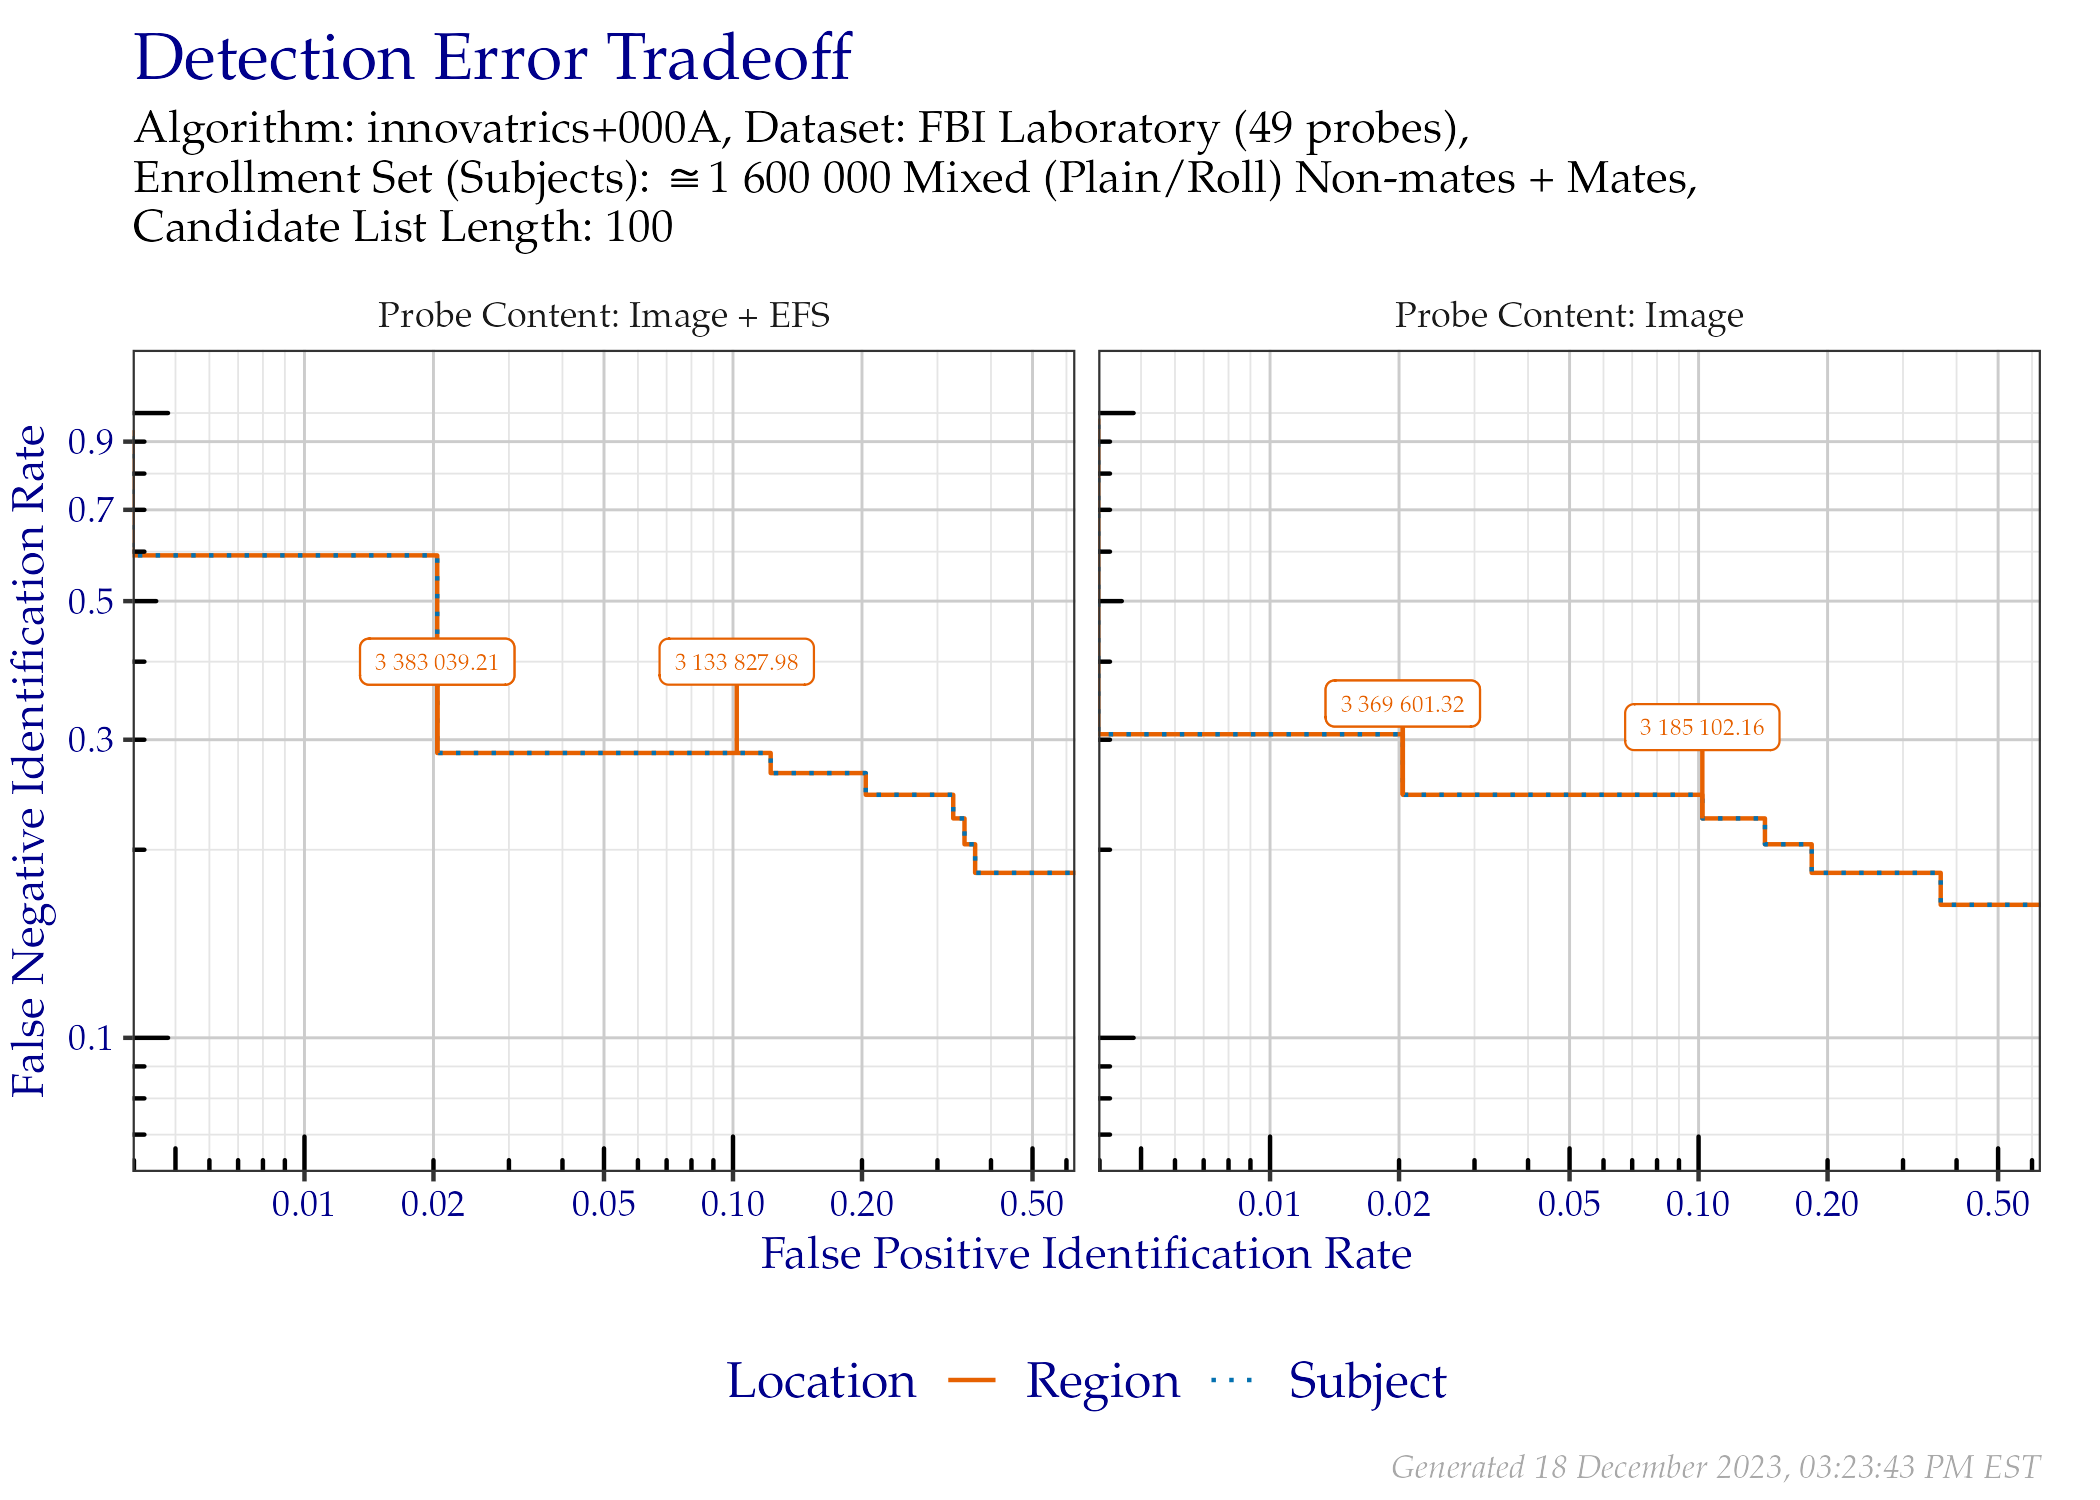 Detection Error Tradeoff
Algorithm: innovatrics+000A, Dataset: FBI Laboratory (49 probes),
Enrollment Set (Subjects): ≅1 600 000 Mixed (Plain/Roll) Non-mates + Mates,
Candidate List Length: 100
Probe Content: Image + EFS
Probe Content: Image
False Negative Identification Rate
0.9
0.7
0.5
0.3
0.1
3 383 039.21
3 133 827.98
3 369 601.32
3 185 102.16
0.01 0.02 0.05 0.10 0.20 0.50
0.01 0.02 0.05 0.10 0.20 0.50
False Positive Identification Rate
Location Region Subject
Generated 18 December 2023, 03:23:43 PM EST